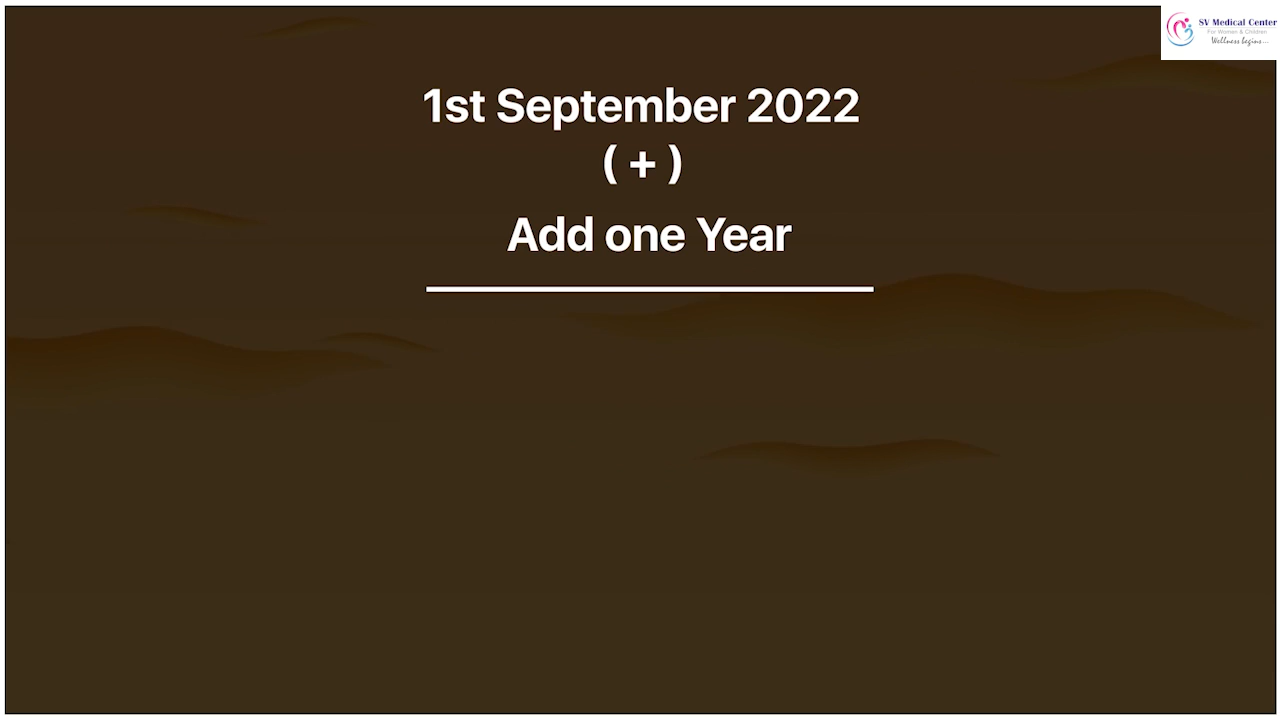 SV Medical Center
For Women & Children
Wellness begins...
1st September 2022
( + )
Add one Year